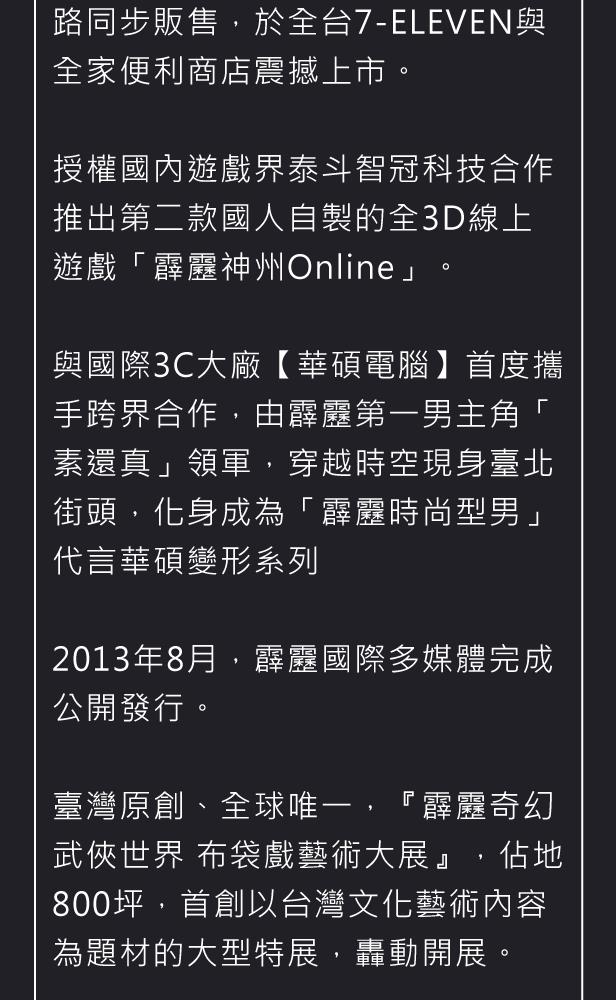 路同步販售，於全台7-ELEVEN與
全家便利商店震撼上市。
授權國內遊戲界泰斗智冠科技合作
推出第二款國人自製的全3D線上
遊戲「霹靂神州Online」。
與國際3C大廠【華碩電腦】首度攜
手跨界合作，由霹靂第一男主角「
素還真」領軍，穿越時空現身臺北
街頭，化身成為「霹靂時尚型男」
代言華碩變形系列
2013年8月，霹靂國際多媒體完成
公開發行。
臺灣原創、全球唯一，『霹靂奇幻
武俠世界 布袋戲藝術大展』，佔地
800坪，首創以台灣文化藝術內容
為題材的大型特展，轟動開展。